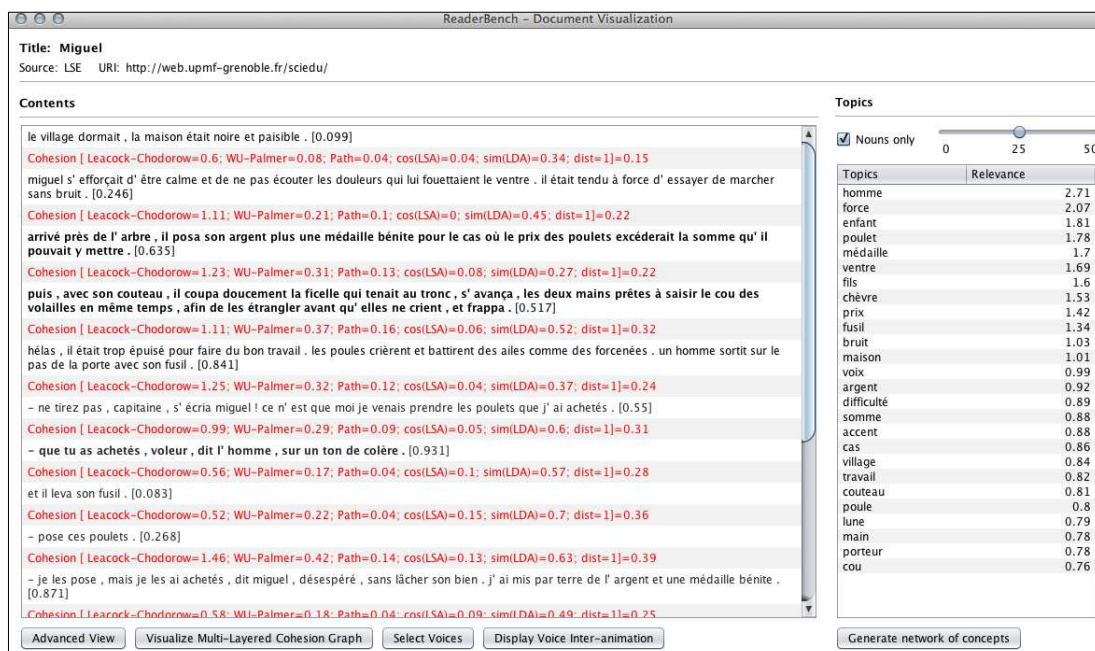 ReaderBench - Document Visualization
Title: Miguel
Source: LSE URI: http://web.upmf-grenoble.fr/sciedu/
Contents
le village dormait , la maison était noire et paisible . [0.099]
Cohesion [ Leacock-Chodorow=0.6; WU-Palmer=0.08; Path=0.04; cos(LSA)=0.04; sim(LDA)=0.34; dist=1]=0.15
miguel s' efforçait d' être calme et de ne pas écouter les douleurs qui lui fouettaient le ventre . il était tendu à force d' essayer de marcher
sans bruit . [0.246]
Cohesion [ Leacock-Chodorow=1.11; WU-Palmer=0.21; Path=0.1; cos(LSA)=0; sim(LDA)=0.45; dist=1]=0.22
arrivé près de l' arbre , il posa son argent plus une médaille bénite pour le cas où le prix des poulets excéderait la somme qu' il
pouvait y mettre . [0.635]
Cohesion [ Leacock-Chodorow=1.23; WU-Palmer=0.31; Path=0.13; cos(LSA)=0.08; sim(LDA)=0.27; dist=1]=0.22
puis , avec son couteau , il coupa doucement la ficelle qui tenait au tronc , s' avança , les deux mains prêtes à saisir le cou des
volailles en même temps , afin de les étrangler avant qu' elles ne crient , et frappa . [0.517]
Cohesion [ Leacock-Chodorow=1.11; WU-Palmer=0.37; Path=0.16; cos(LSA)=0.06; sim(LDA)=0.52; dist=1]=0.32
hélas , il était trop épuisé pour faire du bon travail . les poules crièrent et battirent des ailes comme des forcenées . un homme sortit sur le
pas de la porte avec son fusil . [0.841]
Cohesion [ Leacock-Chodorow=1.25; WU-Palmer=0.32; Path=0.12; cos(LSA)=0.04; sim(LDA)=0.37; dist=1]=0.24
- ne tirez pas , capitaine , s' écria miguel ! ce n' est que moi je venais prendre les poulets que j' ai achetés . [0.55]
Cohesion [ Leacock-Chodorow=0.99; WU-Palmer=0.29; Path=0.09; cos(LSA)=0.05; sim(LDA)=0.6; dist=1]=0.31
- que tu as achetés , voleur , dit l' homme , sur un ton de colère . [0.931]
Cohesion [ Leacock-Chodorow=0.56; WU-Palmer=0.17; Path=0.04; cos(LSA)=0.1; sim(LDA)=0.57; dist=1]=0.28
et il leva son fusil . [0.083]
Cohesion [ Leacock-Chodorow=0.52; WU-Palmer=0.22; Path=0.04; cos(LSA)=0.15; sim(LDA)=0.7; dist=1]=0.36
- pose ces poulets . [0.268]
Cohesion [ Leacock-Chodorow=1.46; WU-Palmer=0.42; Path=0.14; cos(LSA)=0.13; sim(LDA)=0.63; dist=1]=0.39
- je les pose , mais je les ai achetés , dit miguel , désespéré , sans lâcher son bien . j' ai mis par terre de l' argent et une médaille bénite .
[0.871]
Cohesion [ Leacock-Chodorow=0.58; WU-Palmer=0.18; Path=0.04; cos(LSA)=0.09; sim(LDA)=0.49; dist=1]=0.25
Advanced View Visualize Multi-Layered Cohesion Graph Select Voices Display Voice Inter-animation
Topics
Nouns only
0 25 50
Topics Relevance
homme 2.71
force 2.07
enfant 1.81
poulet 1.78
médaille 1.7
ventre 1.69
fils 1.6
chèvre 1.53
prix 1.42
fusil 1.34
bruit 1.03
maison 1.01
voix 0.99
argent 0.92
difficulté 0.89
somme 0.88
accent 0.88
cas 0.86
village 0.84
travail 0.82
couteau 0.81
poule 0.8
lune 0.79
main 0.78
porteur 0.78
cou 0.76
Generate network of concepts